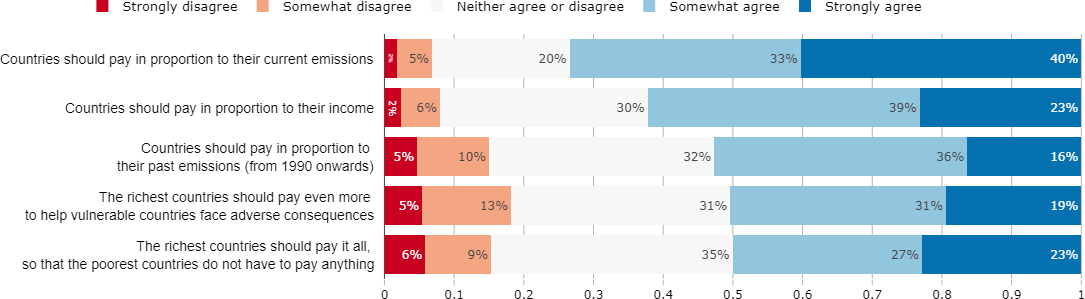 Strongly disagree Somewhat disagree Neither agree or disagree Somewhat agree Strongly agree
Countries should pay in proportion to their current emissions 2% 5% 20% 33% 40%
Countries should pay in proportion to their income 2% 6% 30% 39% 23%
Countries should pay in proportion to
their past emissions (from 1990 onwards) 5% 10% 32% 36% 16%
The richest countries should pay even more
to help vulnerable countries face adverse consequences 5% 13% 31% 31% 19%
The richest countries should pay it all,
so that the poorest countries do not have to pay anything 6% 9% 35% 27% 23%
0 0.1 0.2 0.3 0.4 0.5 0.6 0.7 0.8 0.9 1